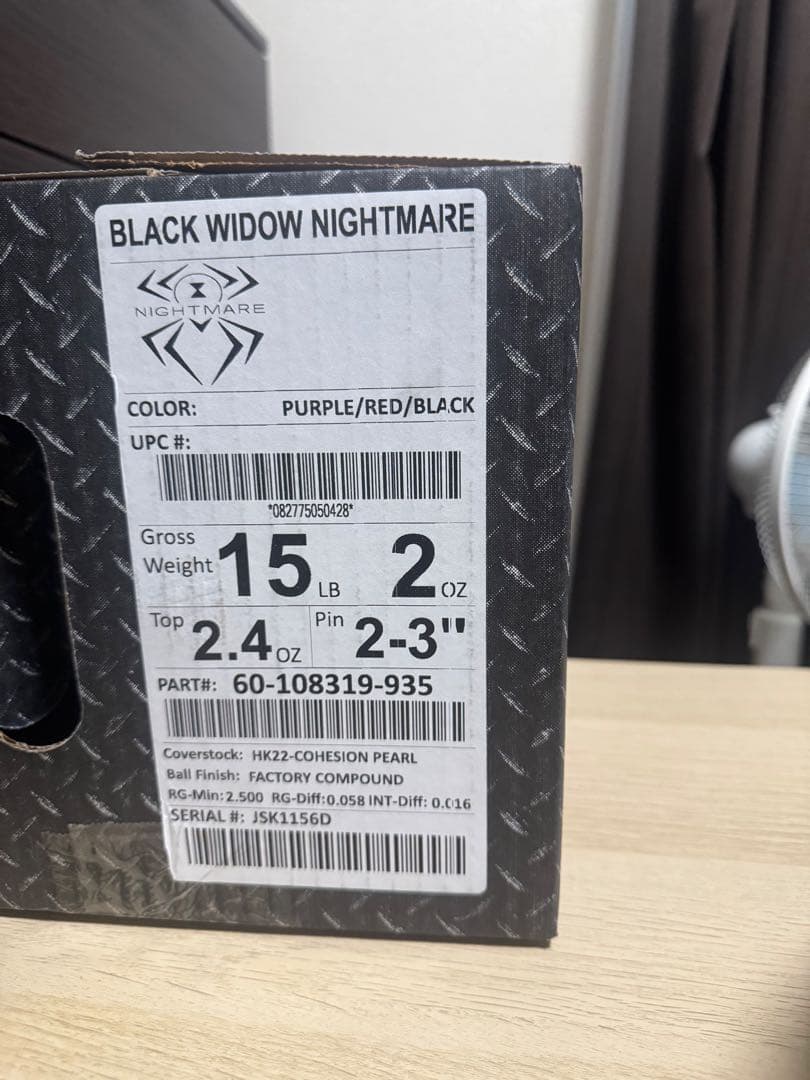 BLACK WIDOW NIGHTMARE
NIGHTMARE
COLOR: PURPLE/RED/BLACK
UPC #:
*082775050428*
Gross Weight 15 LB 2 OZ
Top 2.4 OZ Pin 2-3"
PART#: 60-108319-935
Coverstock: HK22-COHESION PEARL
Ball Finish: FACTORY COMPOUND
RG-Min: 2.500 RG-Diff: 0.058 INT-Diff: 0.016
SERIAL #: JSK1156D